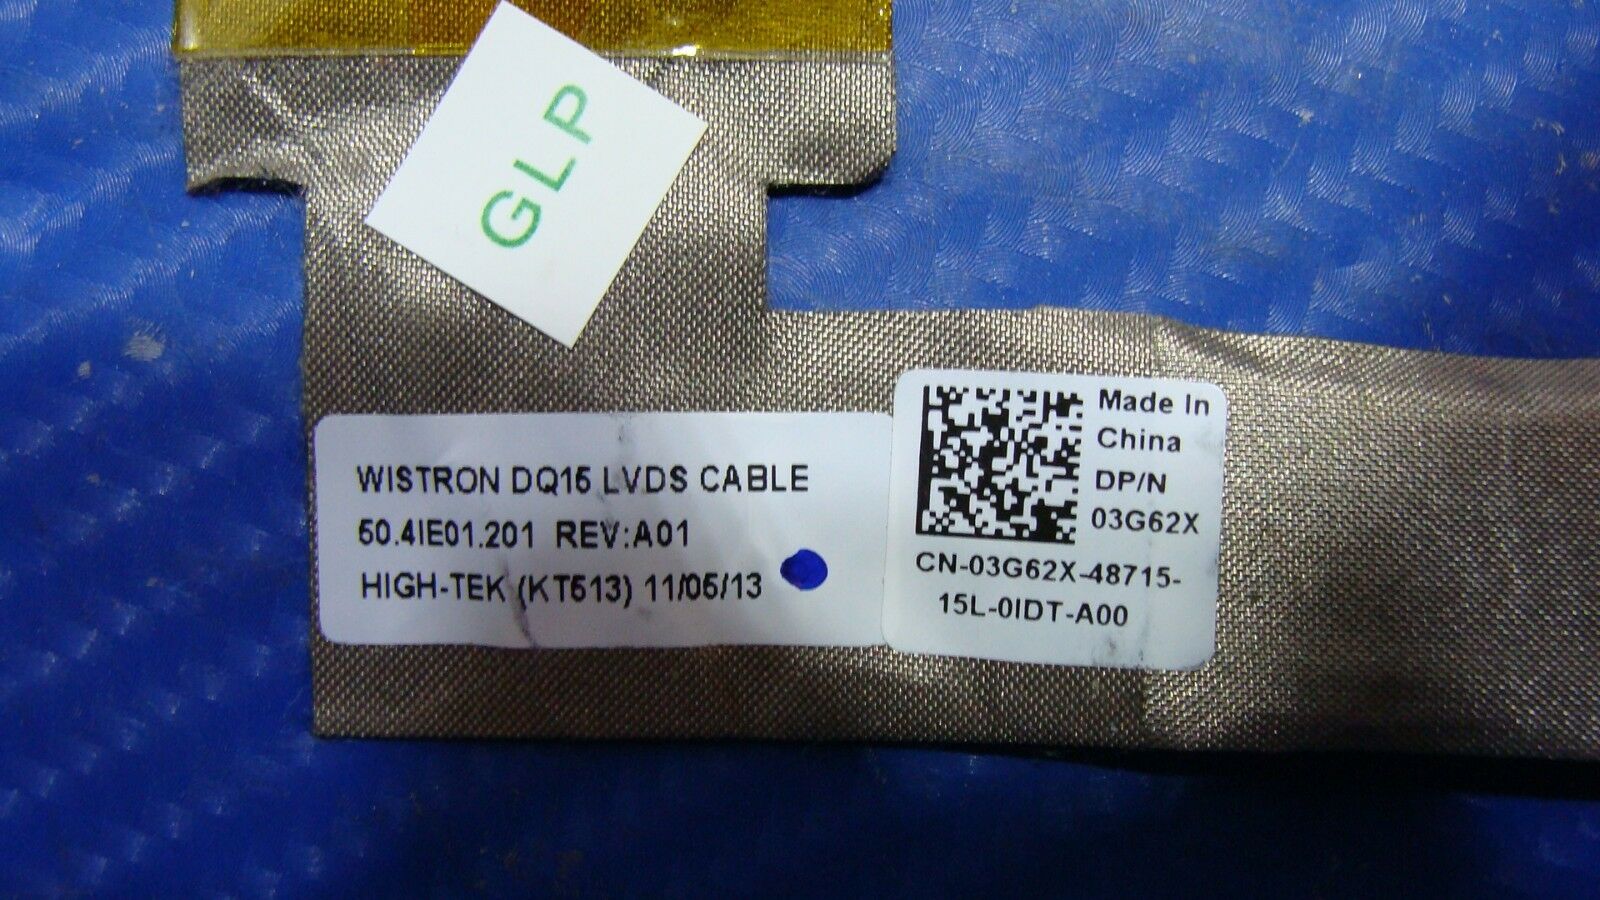 GLP
WISTRON DQ15 LVDS CABLE
50.4IE01.201 REV:A01
HIGH-TEK (KT513) 11/05/13
Made In
China
DP/N
03G62X
CN-03G62X-48715-
15L-0IDT-A00